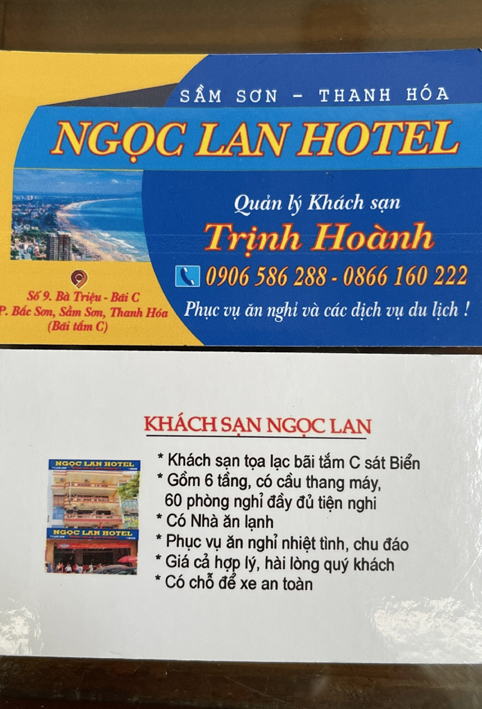 SẦM SƠN - THANH HÓA
NGỌC LAN HOTEL
Quản lý Khách sạn
Trịnh Hoành
0906 586 288 - 0866 160 222
Phục vụ ăn nghỉ và các dịch vụ du lịch !
Số 9. Bà Triệu - Bãi C
P. Bắc Sơn, Sầm Sơn, Thanh Hóa
(Bãi tắm C)
KHÁCH SẠN NGỌC LAN
* Khách sạn tọa lạc bãi tắm C sát Biển
* Gồm 6 tầng, có cầu thang máy,
60 phòng nghỉ đầy đủ tiện nghi
* Có Nhà ăn lạnh
* Phục vụ ăn nghỉ nhiệt tình, chu đáo
* Giá cả hợp lý, hài lòng quý khách
* Có chỗ để xe an toàn
NGỌC LAN HOTEL
NGỌC LAN HOTEL